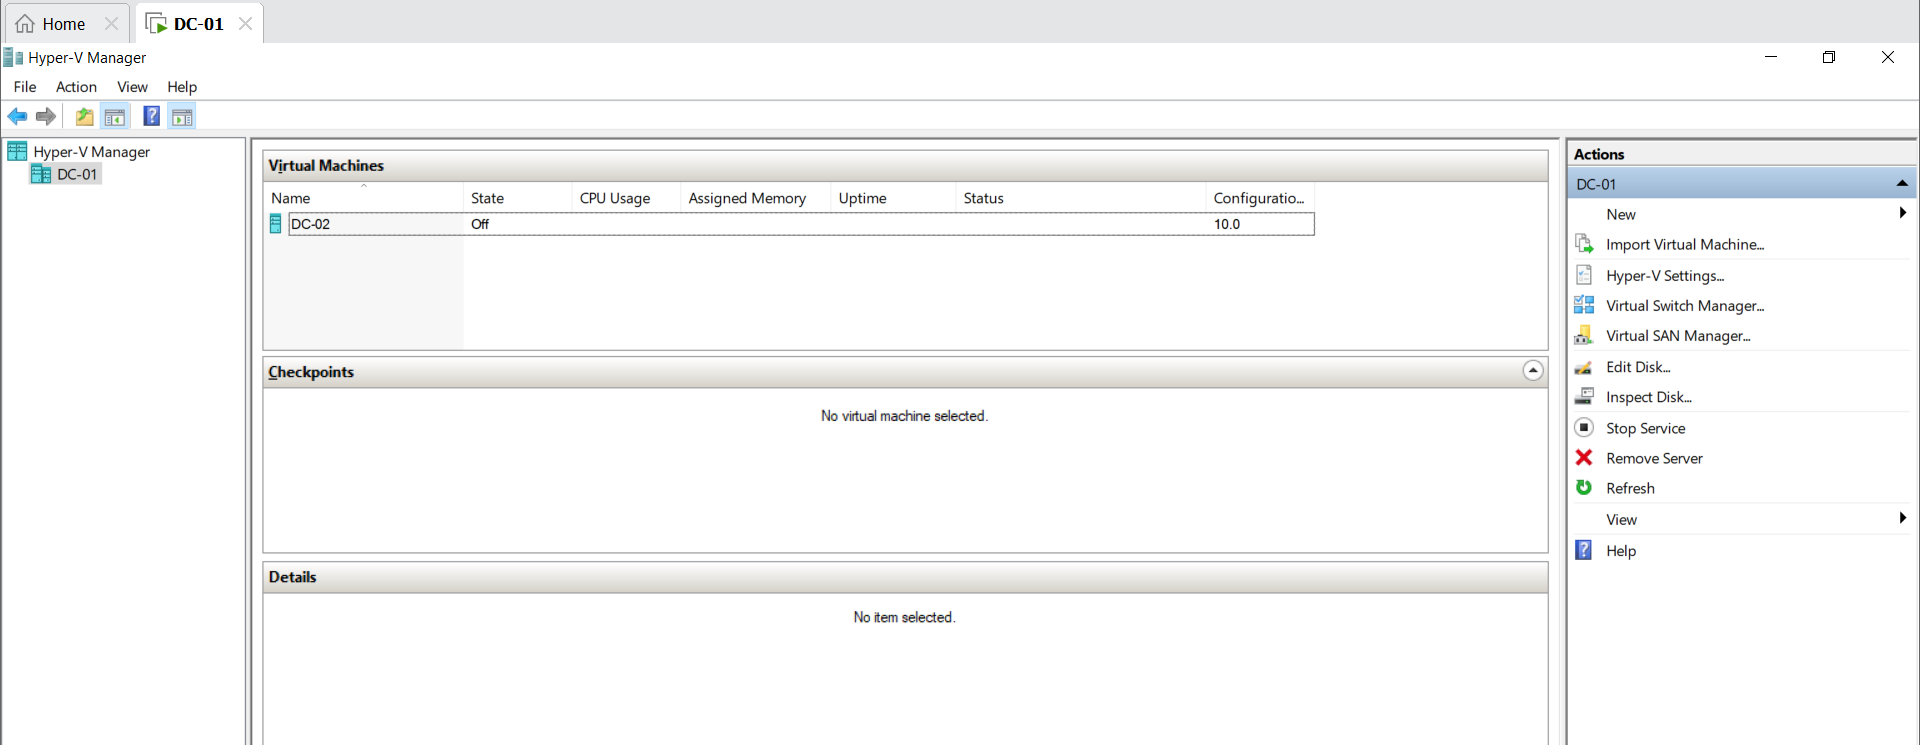 Home
DC-01
Hyper-V Manager
File Action View Help
Hyper-V Manager
DC-01
Virtual Machines
Name State CPU Usage Assigned Memory Uptime Status Configuratio...
DC-02 Off 10.0
Checkpoints
No virtual machine selected.
Details
No item selected.
Actions
DC-01
New
Import Virtual Machine...
Hyper-V Settings...
Virtual Switch Manager...
Virtual SAN Manager...
Edit Disk...
Inspect Disk...
Stop Service
Remove Server
Refresh
View
Help